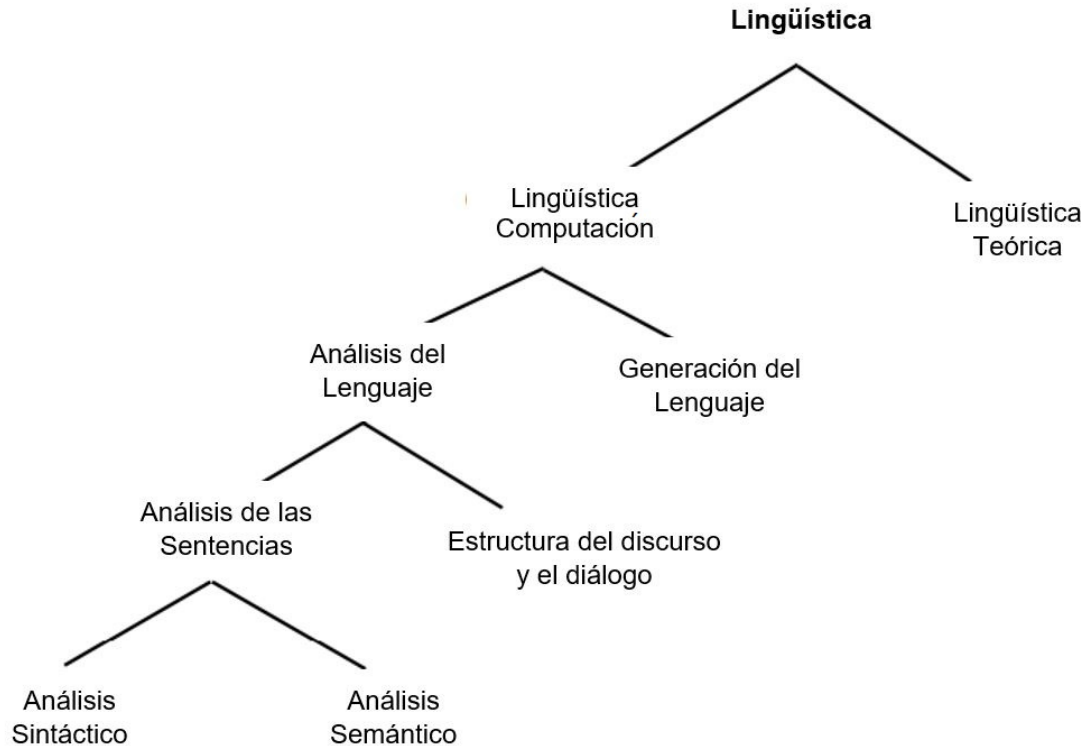 Lingüística
Lingüística
Computación
Lingüística
Teórica
Análisis del
Lenguaje
Generación del
Lenguaje
Análisis de las
Sentencias
Estructura del discurso
y el diálogo
Análisis
Sintáctico
Análisis
Semántico